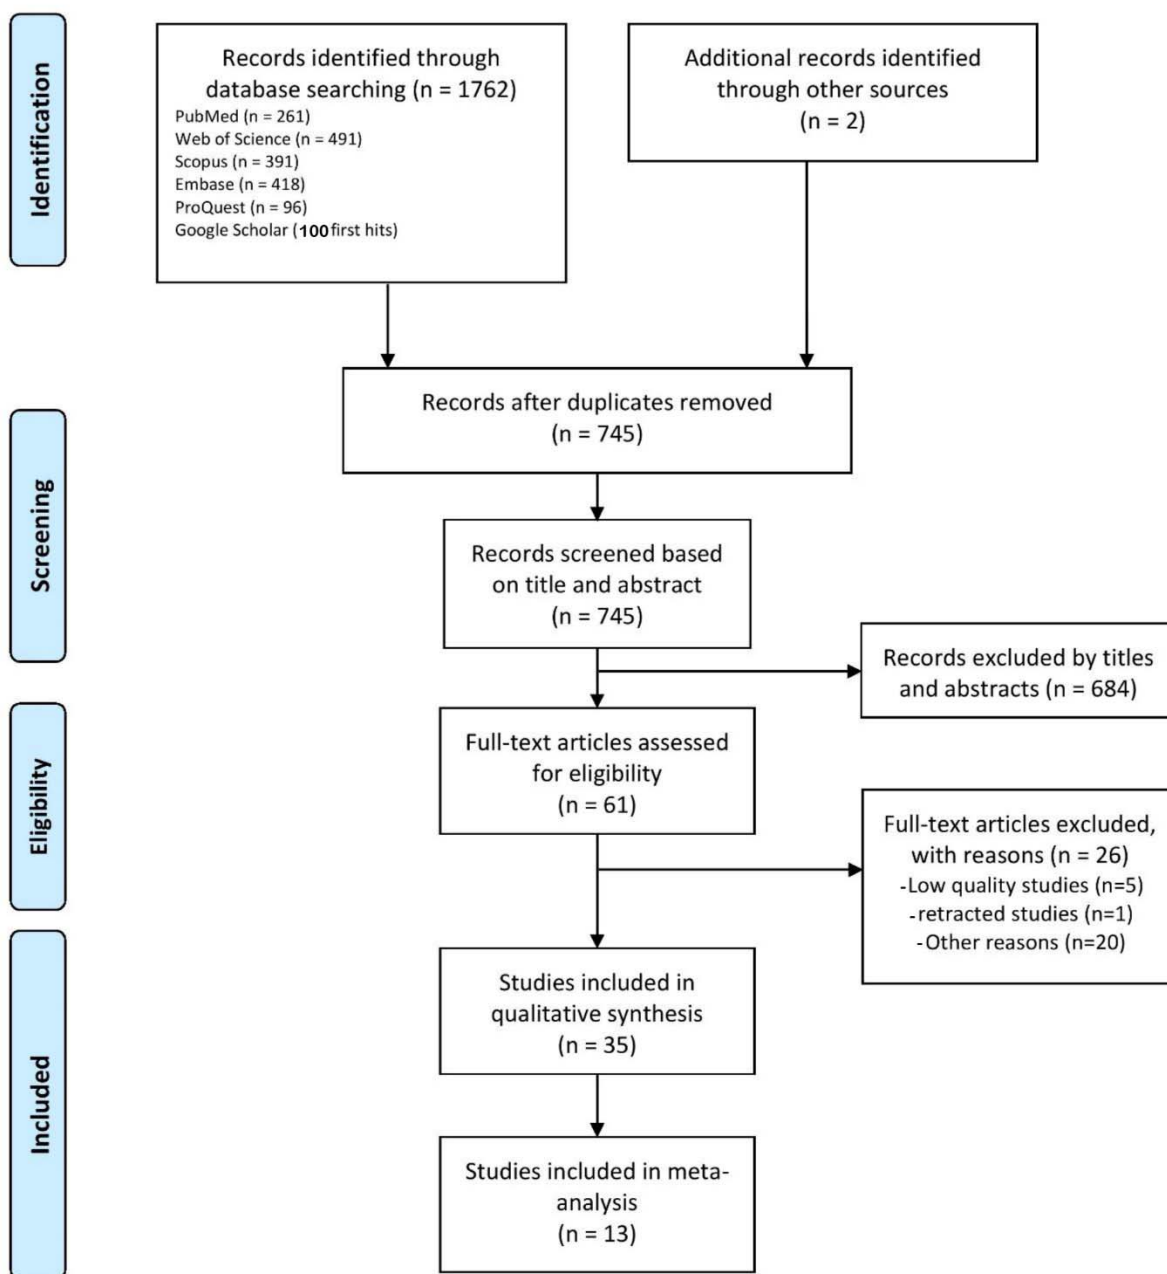 Identification
Records identified through
database searching (n = 1762)
PubMed (n = 261)
Web of Science (n = 491)
Scopus (n = 391)
Embase (n = 418)
ProQuest (n = 96)
Google Scholar (100 first hits)
Additional records identified
through other sources
(n = 2)
Records after duplicates removed
(n = 745)
Screening
Records screened based
on title and abstract
(n = 745)
Records excluded by titles
and abstracts (n = 684)
Eligibility
Full-text articles assessed
for eligibility
(n = 61)
Full-text articles excluded,
with reasons (n = 26)
-Low quality studies (n=5)
-retracted studies (n=1)
-Other reasons (n=20)
Included
Studies included in
qualitative synthesis
(n = 35)
Studies included in meta-
analysis
(n = 13)